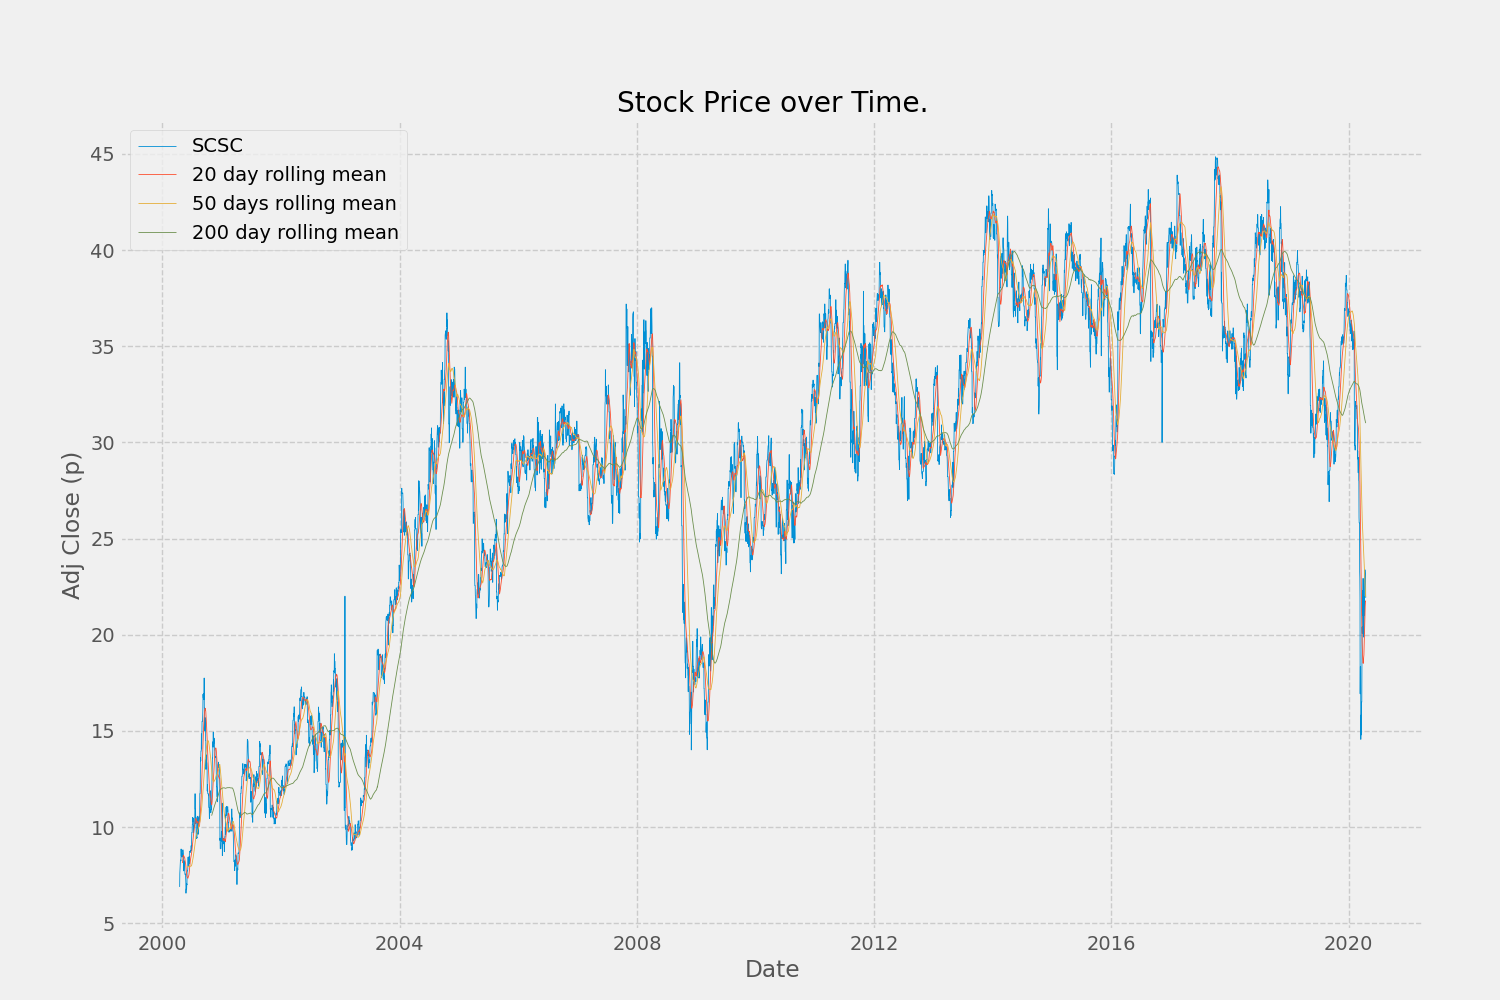 Stock Price over Time.
SCSC
20 day rolling mean
50 days rolling mean
200 day rolling mean
45
40
35
30
25
20
15
10
5
Adj Close (p)
2000 2004 2008 2012 2016 2020
Date